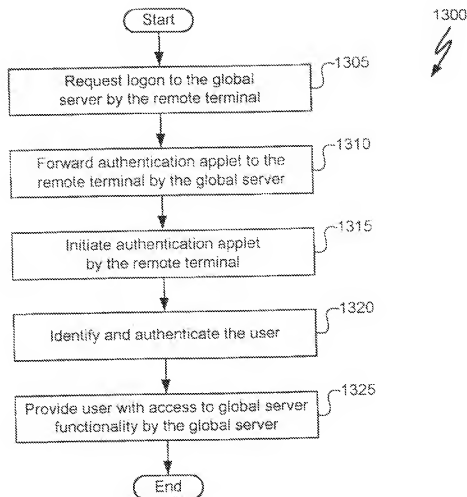 Start
1300
Request logon to the global
server by the remote terminal
1305
Forward authentication applet to the
remote terminal by the global server
1310
Initiate authentication applet
by the remote terminal
1315
Identify and authenticate the user
1320
Provide user with access to global server
functionality by the global server
1325
End